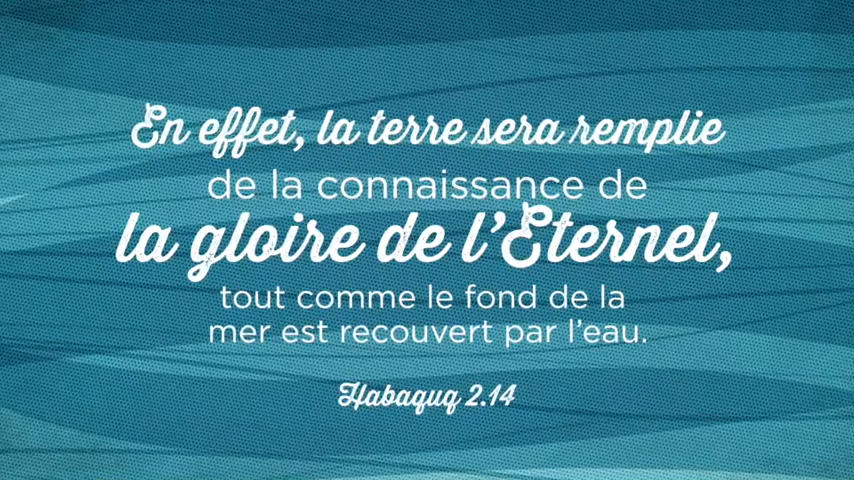 En effet, la terre sera remplie
de la connaissance de
la gloire de l'Eternel,
tout comme le fond de la
mer est recouvert par l'eau.
Habaquq 2.14